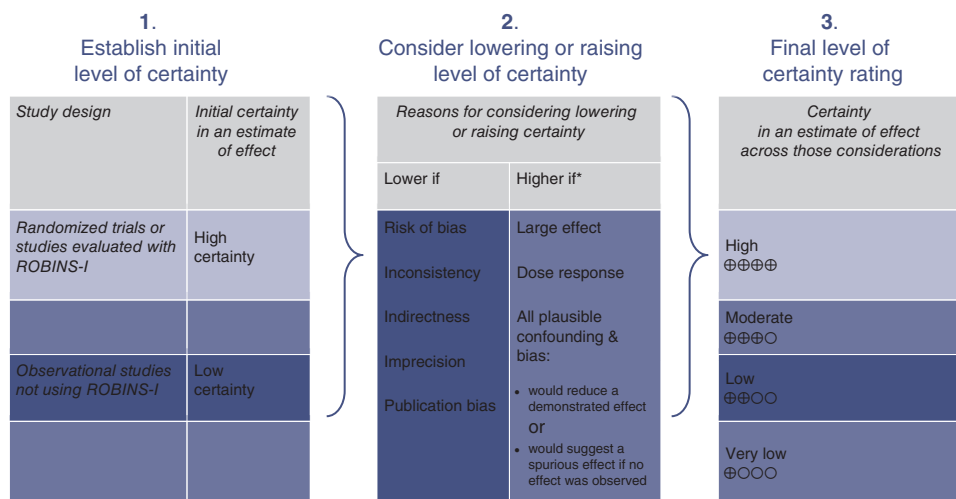 1.
Establish initial
level of certainty
Study design
Initial certainty
in an estimate
of effect
Randomized trials or
studies evaluated with
ROBINS-I
High
certainty
Observational studies
not using ROBINS-I
Low
certainty
2.
Consider lowering or raising
level of certainty
Reasons for considering lowering
or raising certainty
Lower if
Higher if*
Risk of bias
Inconsistency
Indirectness
Imprecision
Publication bias
Large effect
Dose response
All plausible
confounding &
bias:
• would reduce a
demonstrated effect
or
• would suggest a
spurious effect if no
effect was observed
3.
Final level of
certainty rating
Certainty
in an estimate of effect
across those considerations
High
⊕⊕⊕⊕
Moderate
⊕⊕⊕○
Low
⊕⊕○○
Very low
⊕○○○